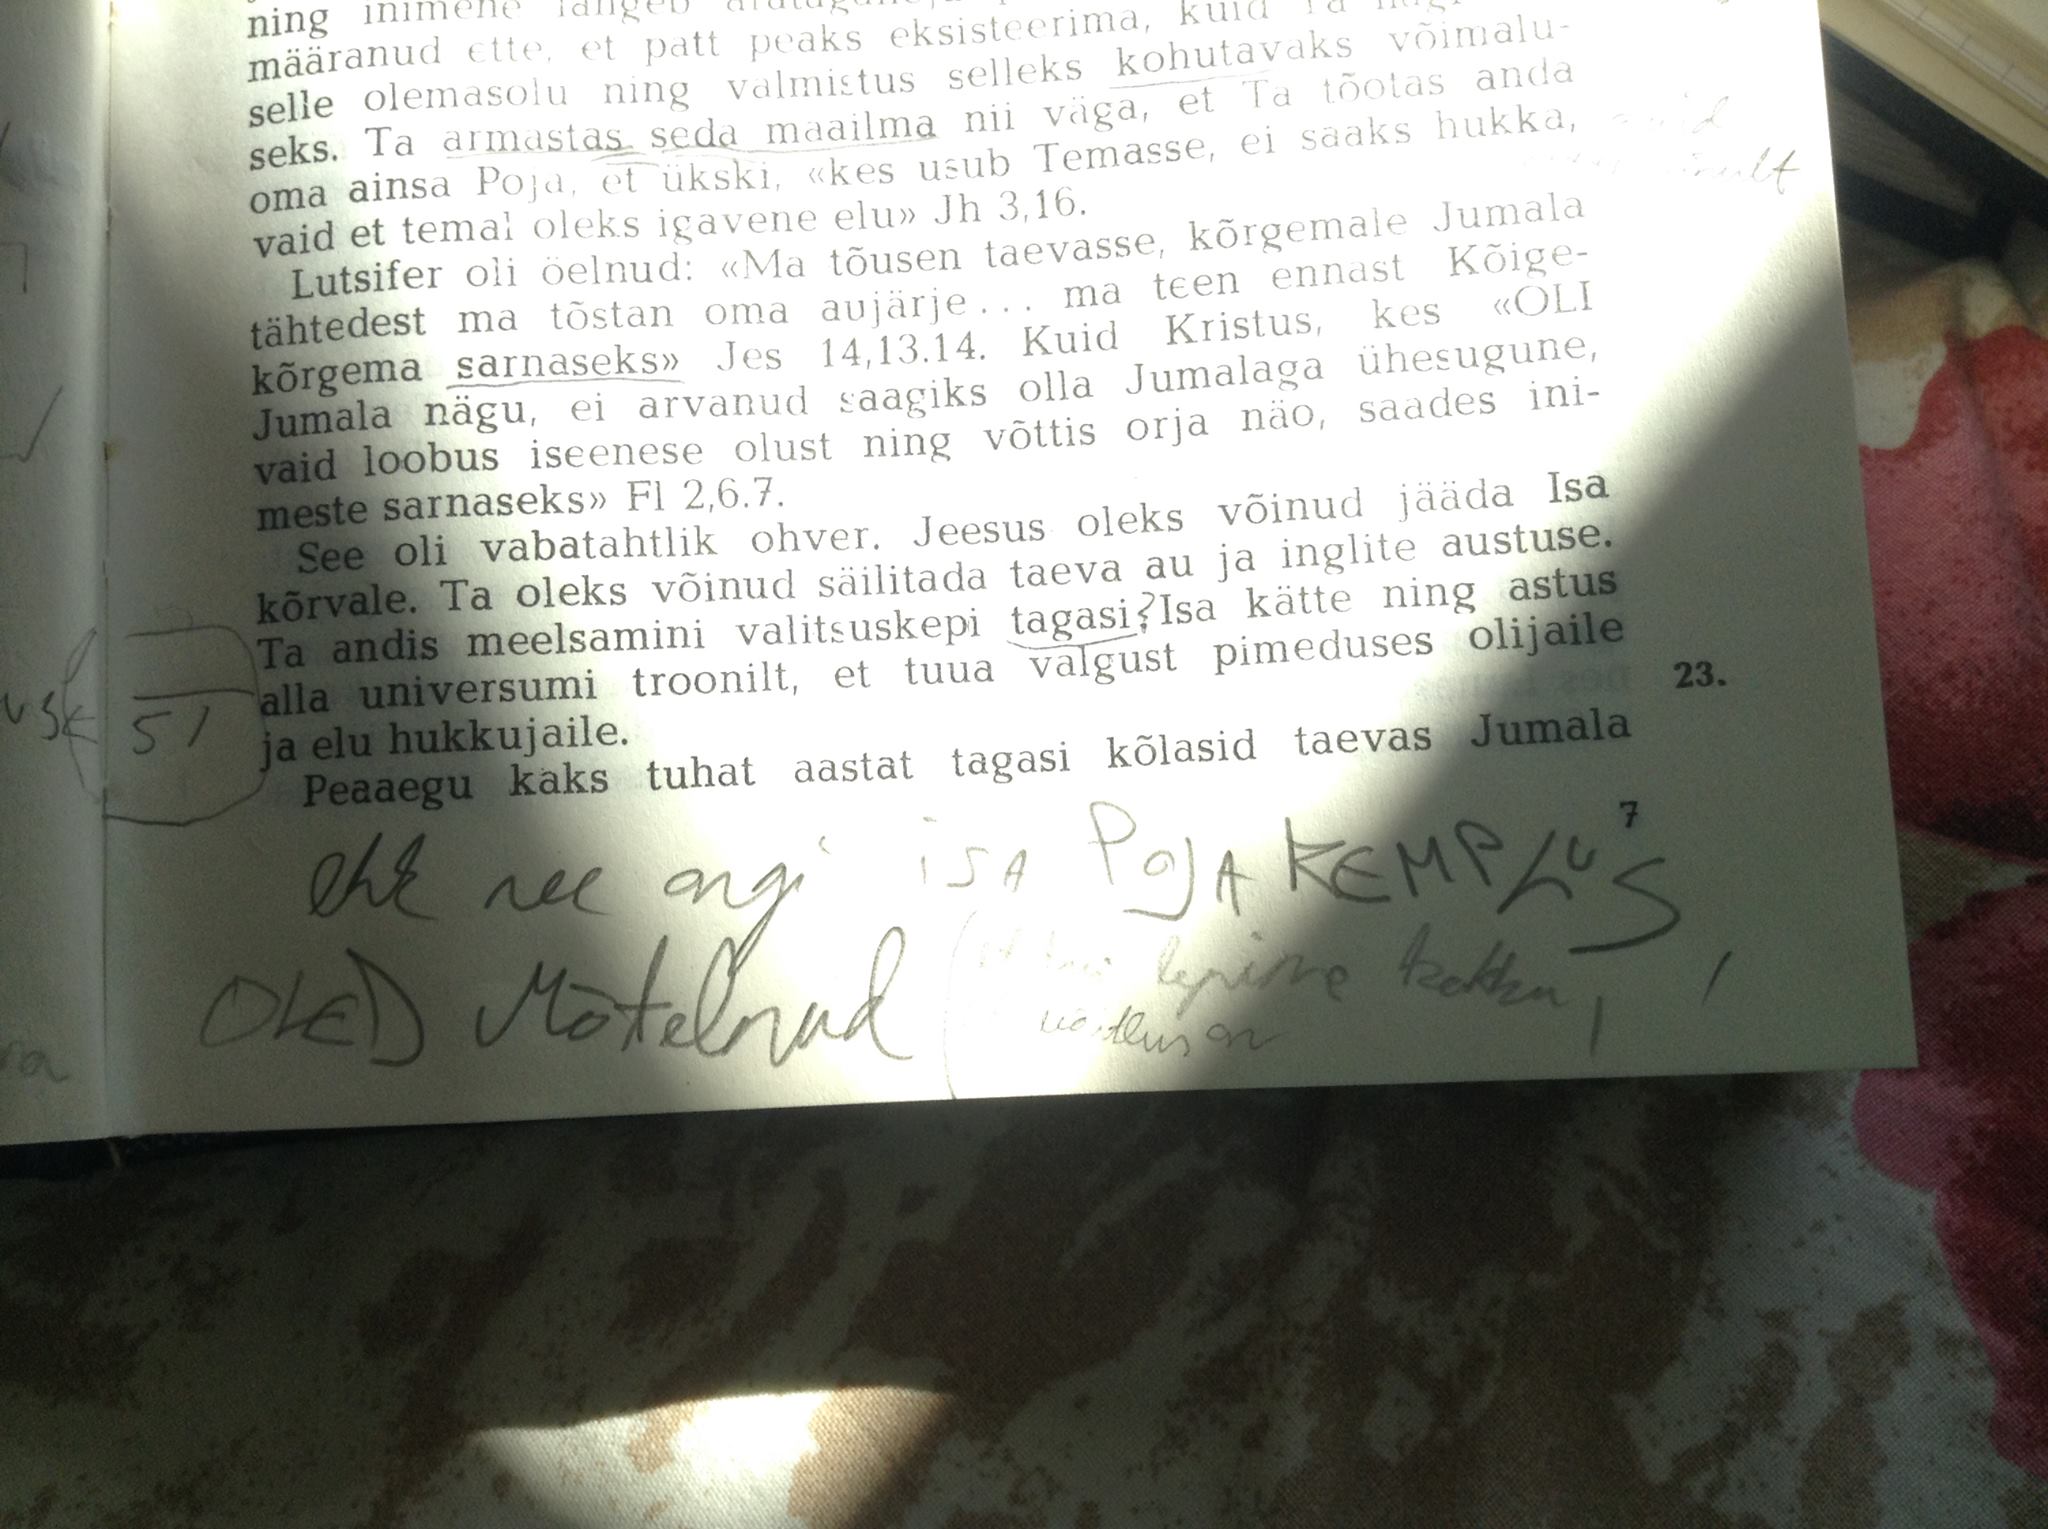 ning inimene langeb
määranud ette, et patt peaks eksisteerima, kuid Ta
selle olemasolu ning valmistus selleks kohutavaks võimalu-
seks. Ta armastas seda maailma nii väga, et Ta tõotas anda
oma ainsa Poja, et ükski, «kes usub Temasse, ei saaks hukka,
vaid et temal oleks igavene elu» Jh 3,16.
Lutsifer oli öelnud: «Ma tõusen taevasse, kõrgemale Jumala
tähtedest ma tõstan oma aujärje... ma teen ennast Kõige-
kõrgema sarnaseks» Jes 14,13.14. Kuid Kristus, kes «OLI
Jumala nägu, ei arvanud saagiks olla Jumalaga ühesugune,
vaid loobus iseenese olust ning võttis orja näo, saades ini-
meste sarnaseks» Fl 2,6.7.
See oli vabatahtlik ohver. Jeesus oleks võinud jääda Isa
kõrvale. Ta oleks võinud säilitada taeva au ja inglite austuse.
Ta andis meelsamini valitsuskepi tagasi ? Isa kätte ning astus
alla universumi troonilt, et tuua valgust pimeduses olijaile
ja elu hukkujaile.
23.
51
Peaaegu kaks tuhat aastat tagasi kõlasid taevas Jumala
7
ehk see ongi ISA POJA KEMPLUS
OLED Mõtelnud